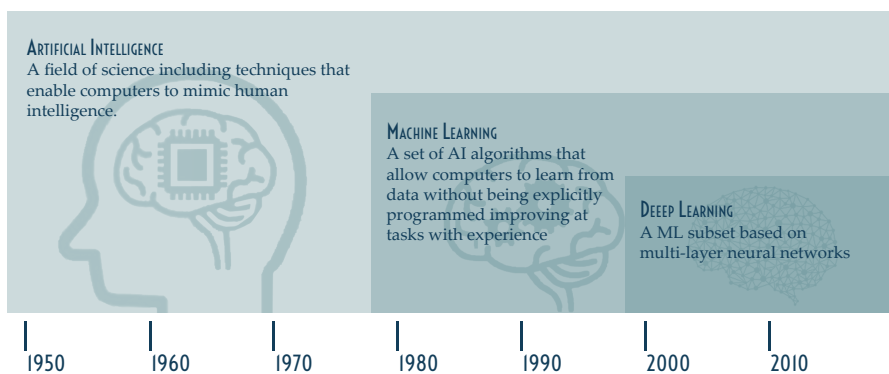 Artificial Intelligence
A field of science including techniques that
enable computers to mimic human
intelligence.
Machine Learning
A set of AI algorithms that
allow computers to learn from
data without being explicitly
programmed improving at
tasks with experience
Deeep Learning
A ML subset based on
multi-layer neural networks
1950 1960 1970 1980 1990 2000 2010